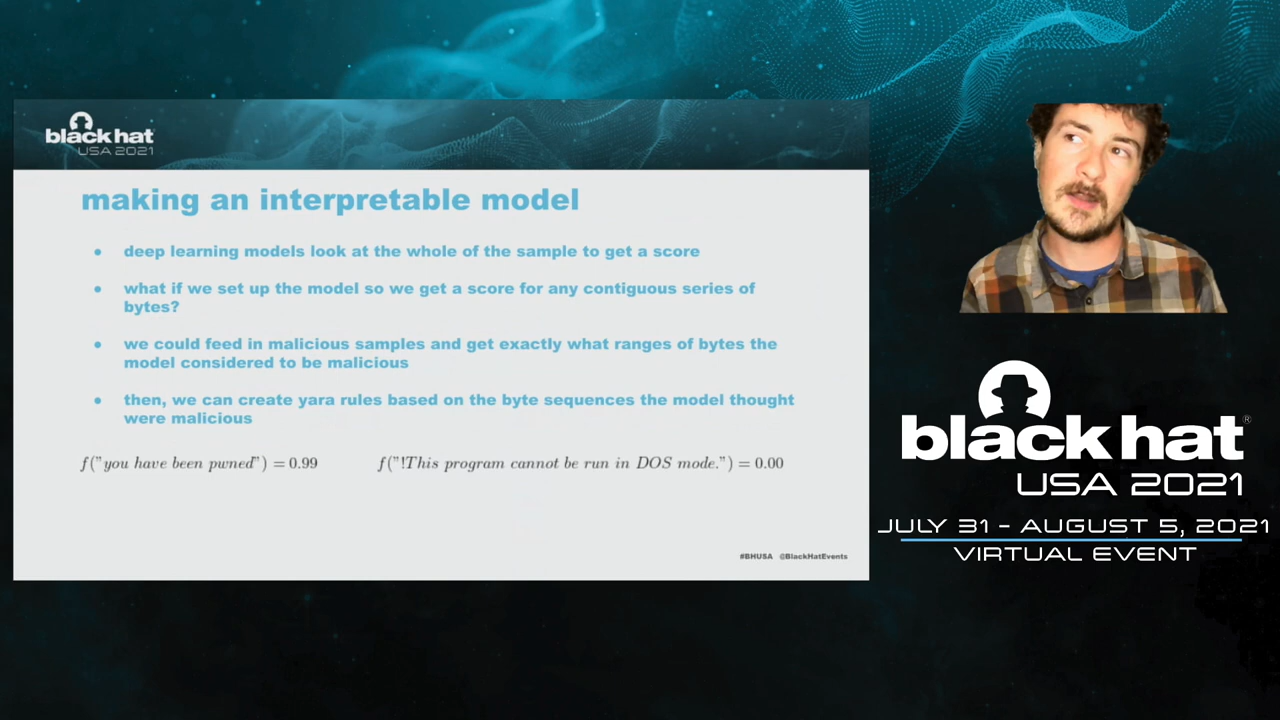 black hat
USA 2021
making an interpretable model
• deep learning models look at the whole of the sample to get a score
• what if we set up the model so we get a score for any contiguous series of
bytes?
• we could feed in malicious samples and get exactly what ranges of bytes the
model considered to be malicious
• then, we can create yara rules based on the byte sequences the model thought
were malicious
f("you have been pwned") = 0.99
f("!This program cannot be run in DOS mode.") = 0.00
#BHUSA @BlackHatEvents
black hat®
USA 2021
JULY 31 - AUGUST 5, 2021
VIRTUAL EVENT